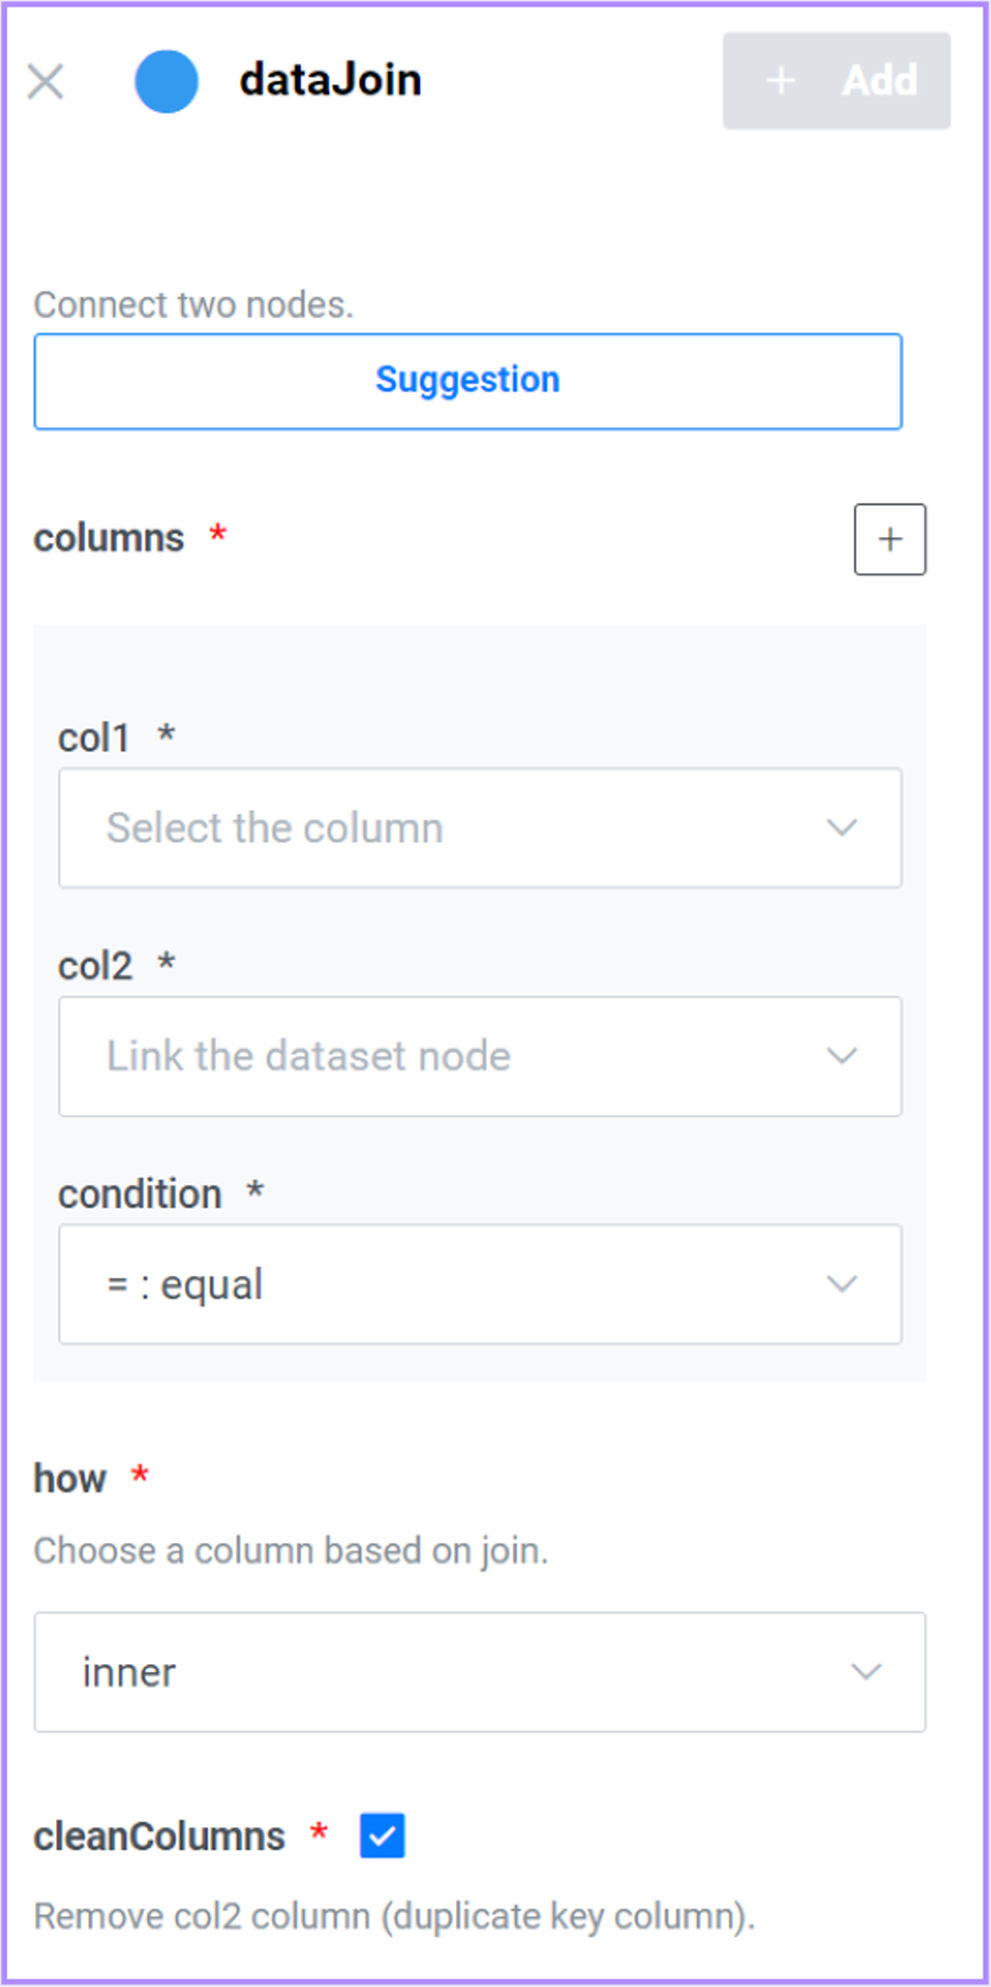 dataJoin
+ Add
Connect two nodes.
Suggestion
columns *
+
col1 *
Select the column
col2 *
Link the dataset node
condition *
= : equal
how *
Choose a column based on join.
inner
cleanColumns *
Remove col2 column (duplicate key column).